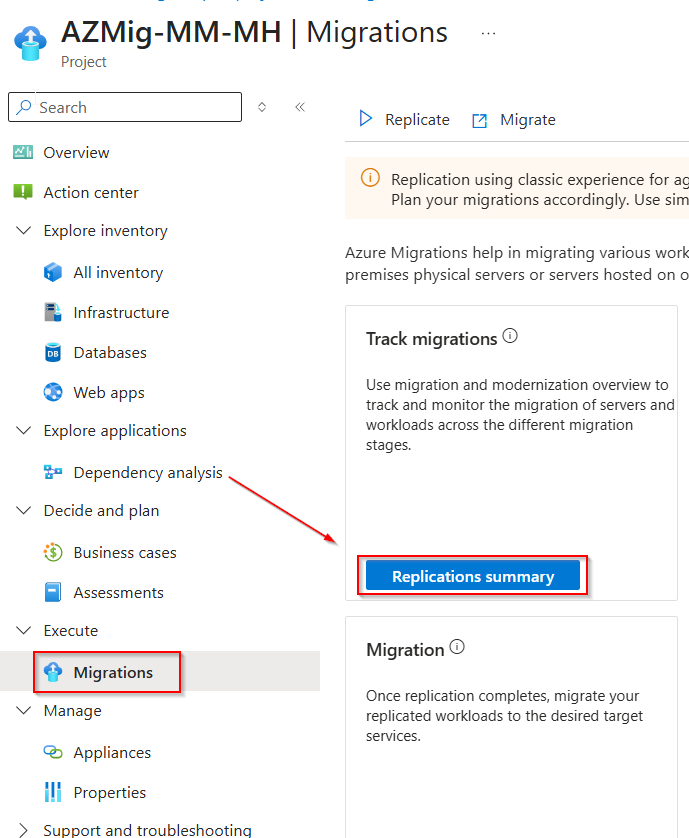 AZMig-MM-MH | Migrations ...
Project
Search
Overview
Action center
Explore inventory
All inventory
Infrastructure
Databases
Web apps
Explore applications
Dependency analysis
Decide and plan
Business cases
Assessments
Execute
Migrations
Manage
Appliances
Properties
Support and troubleshooting
Replicate
Migrate
Replication using classic experience for ag
Plan your migrations accordingly. Use sim
Azure Migrations help in migrating various work
premises physical servers or servers hosted on o
Track migrations
Use migration and modernization overview to
track and monitor the migration of servers and
workloads across the different migration
stages.
Replications summary
Migration
Once replication completes, migrate your
replicated workloads to the desired target
services.